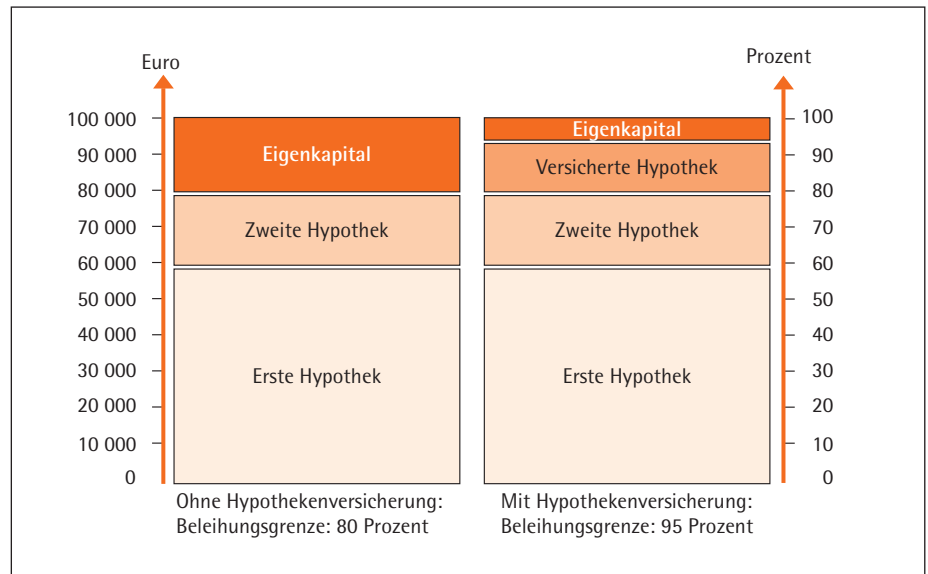 Euro
Prozent
100 000
90 000
80 000
70 000
60 000
50 000
40 000
30 000
20 000
10 000
0
Eigenkapital
Zweite Hypothek
Erste Hypothek
Eigenkapital
Versicherte Hypothek
Zweite Hypothek
Erste Hypothek
100
90
80
70
60
50
40
30
20
10
0
Ohne Hypothekenversicherung:
Beleihungsgrenze: 80 Prozent
Mit Hypothekenversicherung:
Beleihungsgrenze: 95 Prozent